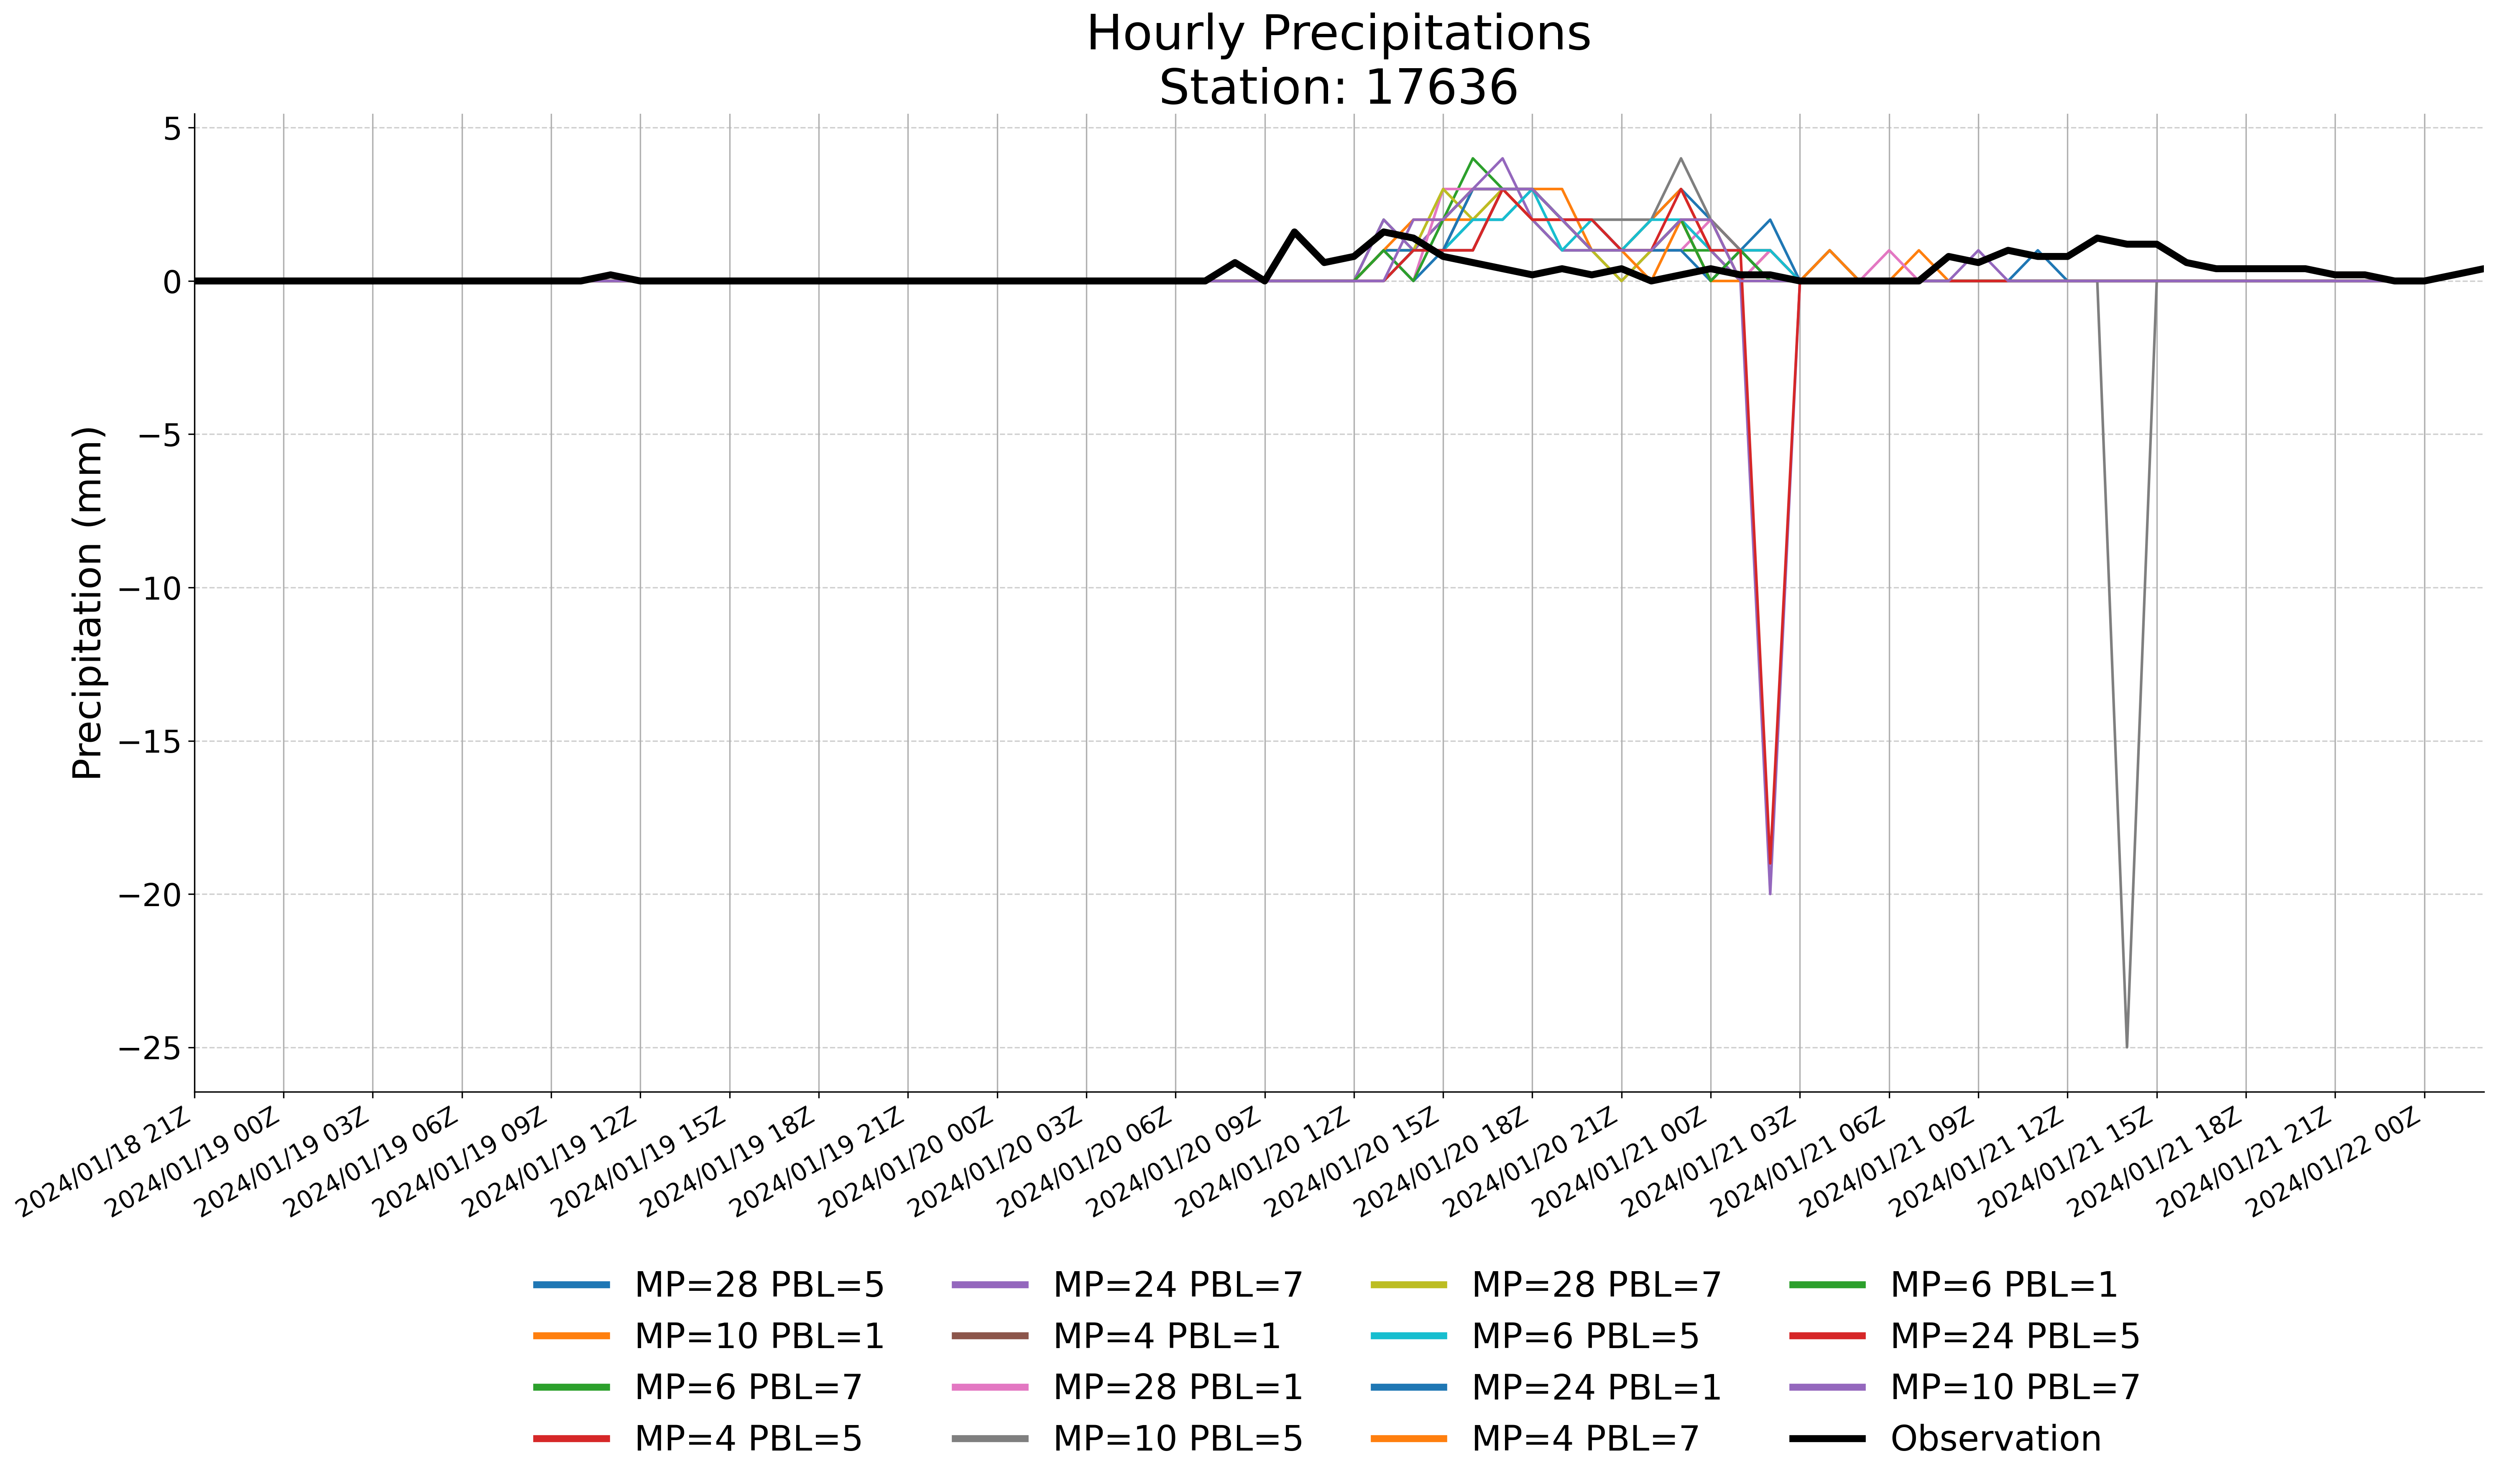 Hourly Precipitations
Station: 17636
Precipitation (mm)
5
0
−5
−10
−15
−20
−25
2024/01/18 21Z
2024/01/19 00Z
2024/01/19 03Z
2024/01/19 06Z
2024/01/19 09Z
2024/01/19 12Z
2024/01/19 15Z
2024/01/19 18Z
2024/01/19 21Z
2024/01/20 00Z
2024/01/20 03Z
2024/01/20 06Z
2024/01/20 09Z
2024/01/20 12Z
2024/01/20 15Z
2024/01/20 18Z
2024/01/20 21Z
2024/01/21 00Z
2024/01/21 03Z
2024/01/21 06Z
2024/01/21 09Z
2024/01/21 12Z
2024/01/21 15Z
2024/01/21 18Z
2024/01/21 21Z
2024/01/22 00Z
MP=28 PBL=5
MP=10 PBL=1
MP=6 PBL=7
MP=4 PBL=5
MP=24 PBL=7
MP=4 PBL=1
MP=28 PBL=1
MP=10 PBL=5
MP=28 PBL=7
MP=6 PBL=5
MP=24 PBL=1
MP=4 PBL=7
MP=6 PBL=1
MP=24 PBL=5
MP=10 PBL=7
Observation